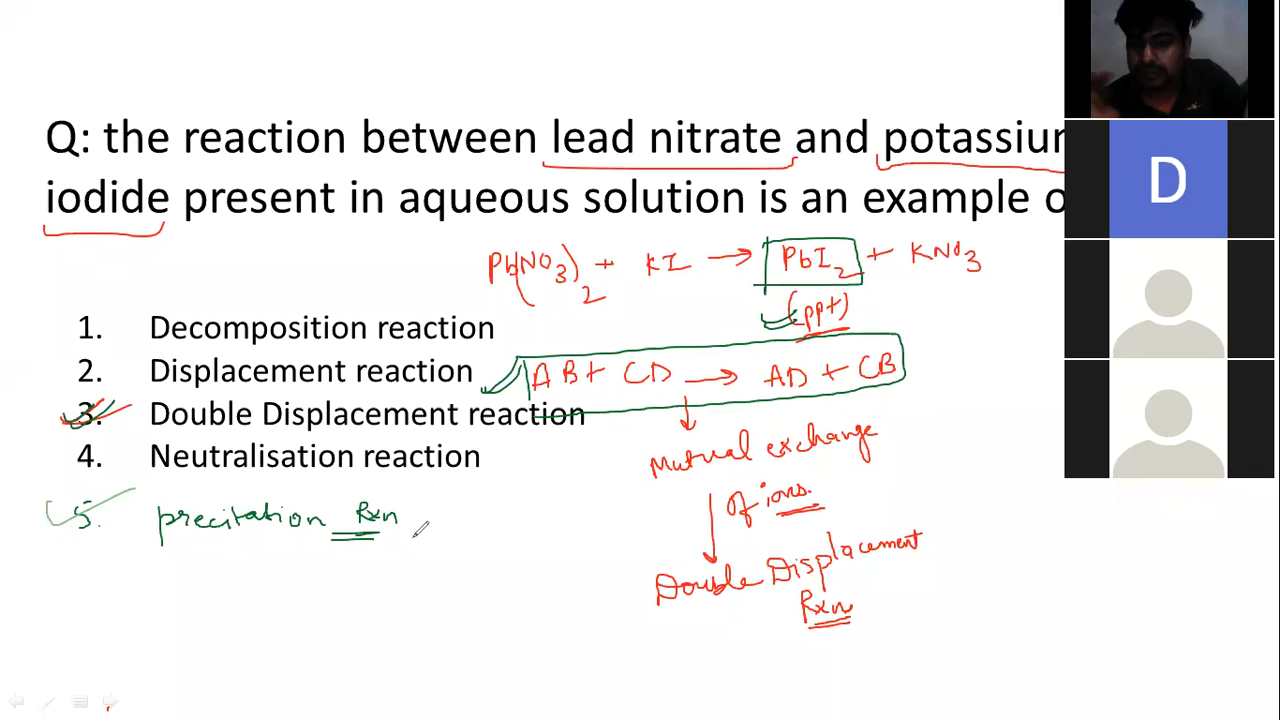 Q: the reaction between lead nitrate and potassium
iodide present in aqueous solution is an example o
Pb(NO3)2 + KI → PbI2 + KNO3
(ppt)
1. Decomposition reaction
2. Displacement reaction
3. Double Displacement reaction
4. Neutralisation reaction
5. precitation Rxn
AB + CD → AD + CB
Mutual exchange
of ions.
Double Displacement
Rxn
D